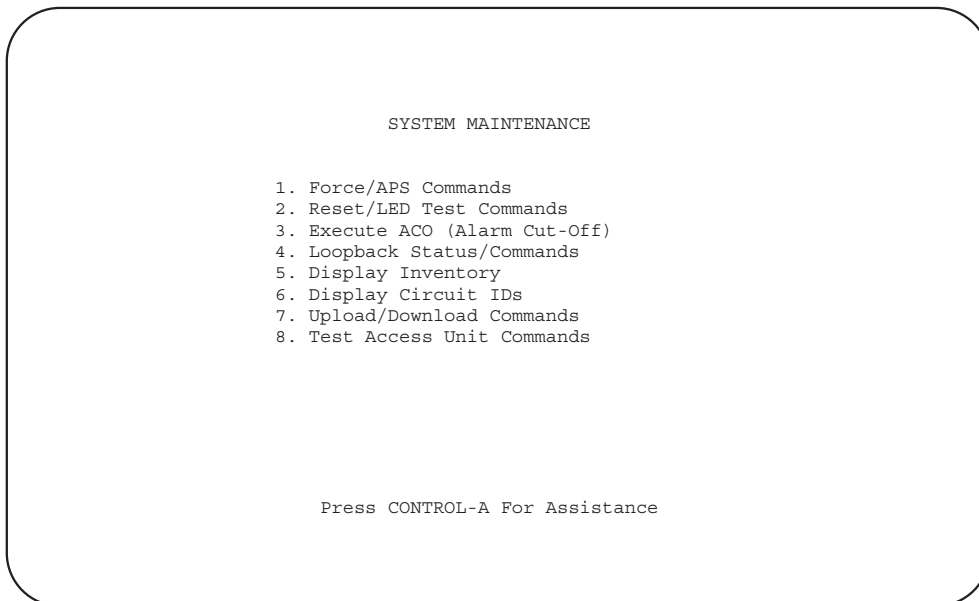 SYSTEM MAINTENANCE
1. Force/APS Commands
2. Reset/LED Test Commands
3. Execute ACO (Alarm Cut-Off)
4. Loopback Status/Commands
5. Display Inventory
6. Display Circuit IDs
7. Upload/Download Commands
8. Test Access Unit Commands
Press CONTROL-A For Assistance